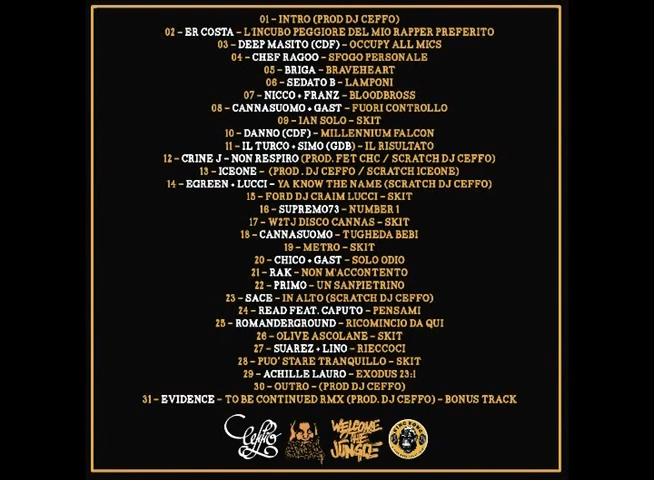 01 – INTRO (PROD DJ CEFFO)
02 – ER COSTA – L'INCUBO PEGGIORE DEL MIO RAPPER PREFERITO
03 – DEEP MASITO (CDF) – OCCUPY ALL MICS
04 – CHEF RAGOO – SFOGO PERSONALE
05 – BRIGA – BRAVEHEART
06 – SEDATO B – LAMPONI
07 – NICCO + FRANZ – BLOODBROSS
08 – CANNASUOMO + GAST – FUORI CONTROLLO
09 – IAN SOLO – SKIT
10 – DANNO (CDF) – MILLENNIUM FALCON
11 – IL TURCO + SIMO (GDB) – IL RISULTATO
12 – CRINE J – NON RESPIRO (PROD. FET CHC / SCRATCH DJ CEFFO)
13 – ICEONE – (PROD . DJ CEFFO / SCRATCH ICEONE)
14 – EGREEN + LUCCI – YA KNOW THE NAME (SCRATCH DJ CEFFO)
15 – FORD DJ CRAIM LUCCI – SKIT
16 – SUPREMO73 – NUMBER 1
17 – W2TJ DISCO CANNAS – SKIT
18 – CANNASUOMO – TUGHEDA BEBI
19 – METRO – SKIT
20 – CHICO + GAST – SOLO ODIO
21 – RAK – NON M'ACCONTENTO
22 – PRIMO – UN SANPIETRINO
23 – SACE – IN ALTO (SCRATCH DJ CEFFO)
24 – READ FEAT. CAPUTO – PENSAMI
25 – ROMANDERGROUND – RICOMINCIO DA QUI
26 – OLIVE ASCOLANE – SKIT
27 – SUAREZ + LINO – RIECCOCI
28 – PUO' STARE TRANQUILLO – SKIT
29 – ACHILLE LAURO – EXODUS 23:1
30 – OUTRO – (PROD DJ CEFFO)
31 – EVIDENCE – TO BE CONTINUED RMX (PROD. DJ CEFFO) – BONUS TRACK
Ceffo
WELCOME
2 THE
JUNGLE